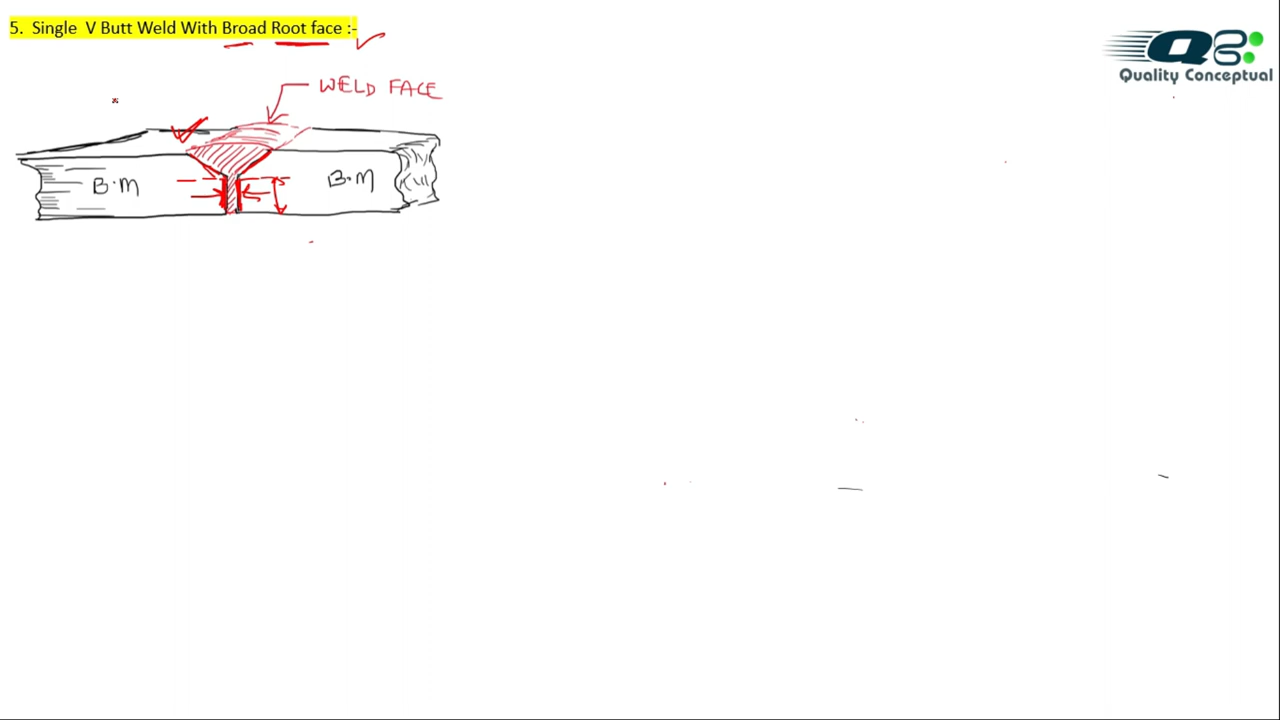 5. Single V Butt Weld With Broad Root face :-
Quality Conceptual
WELD FACE
B.M
B.M